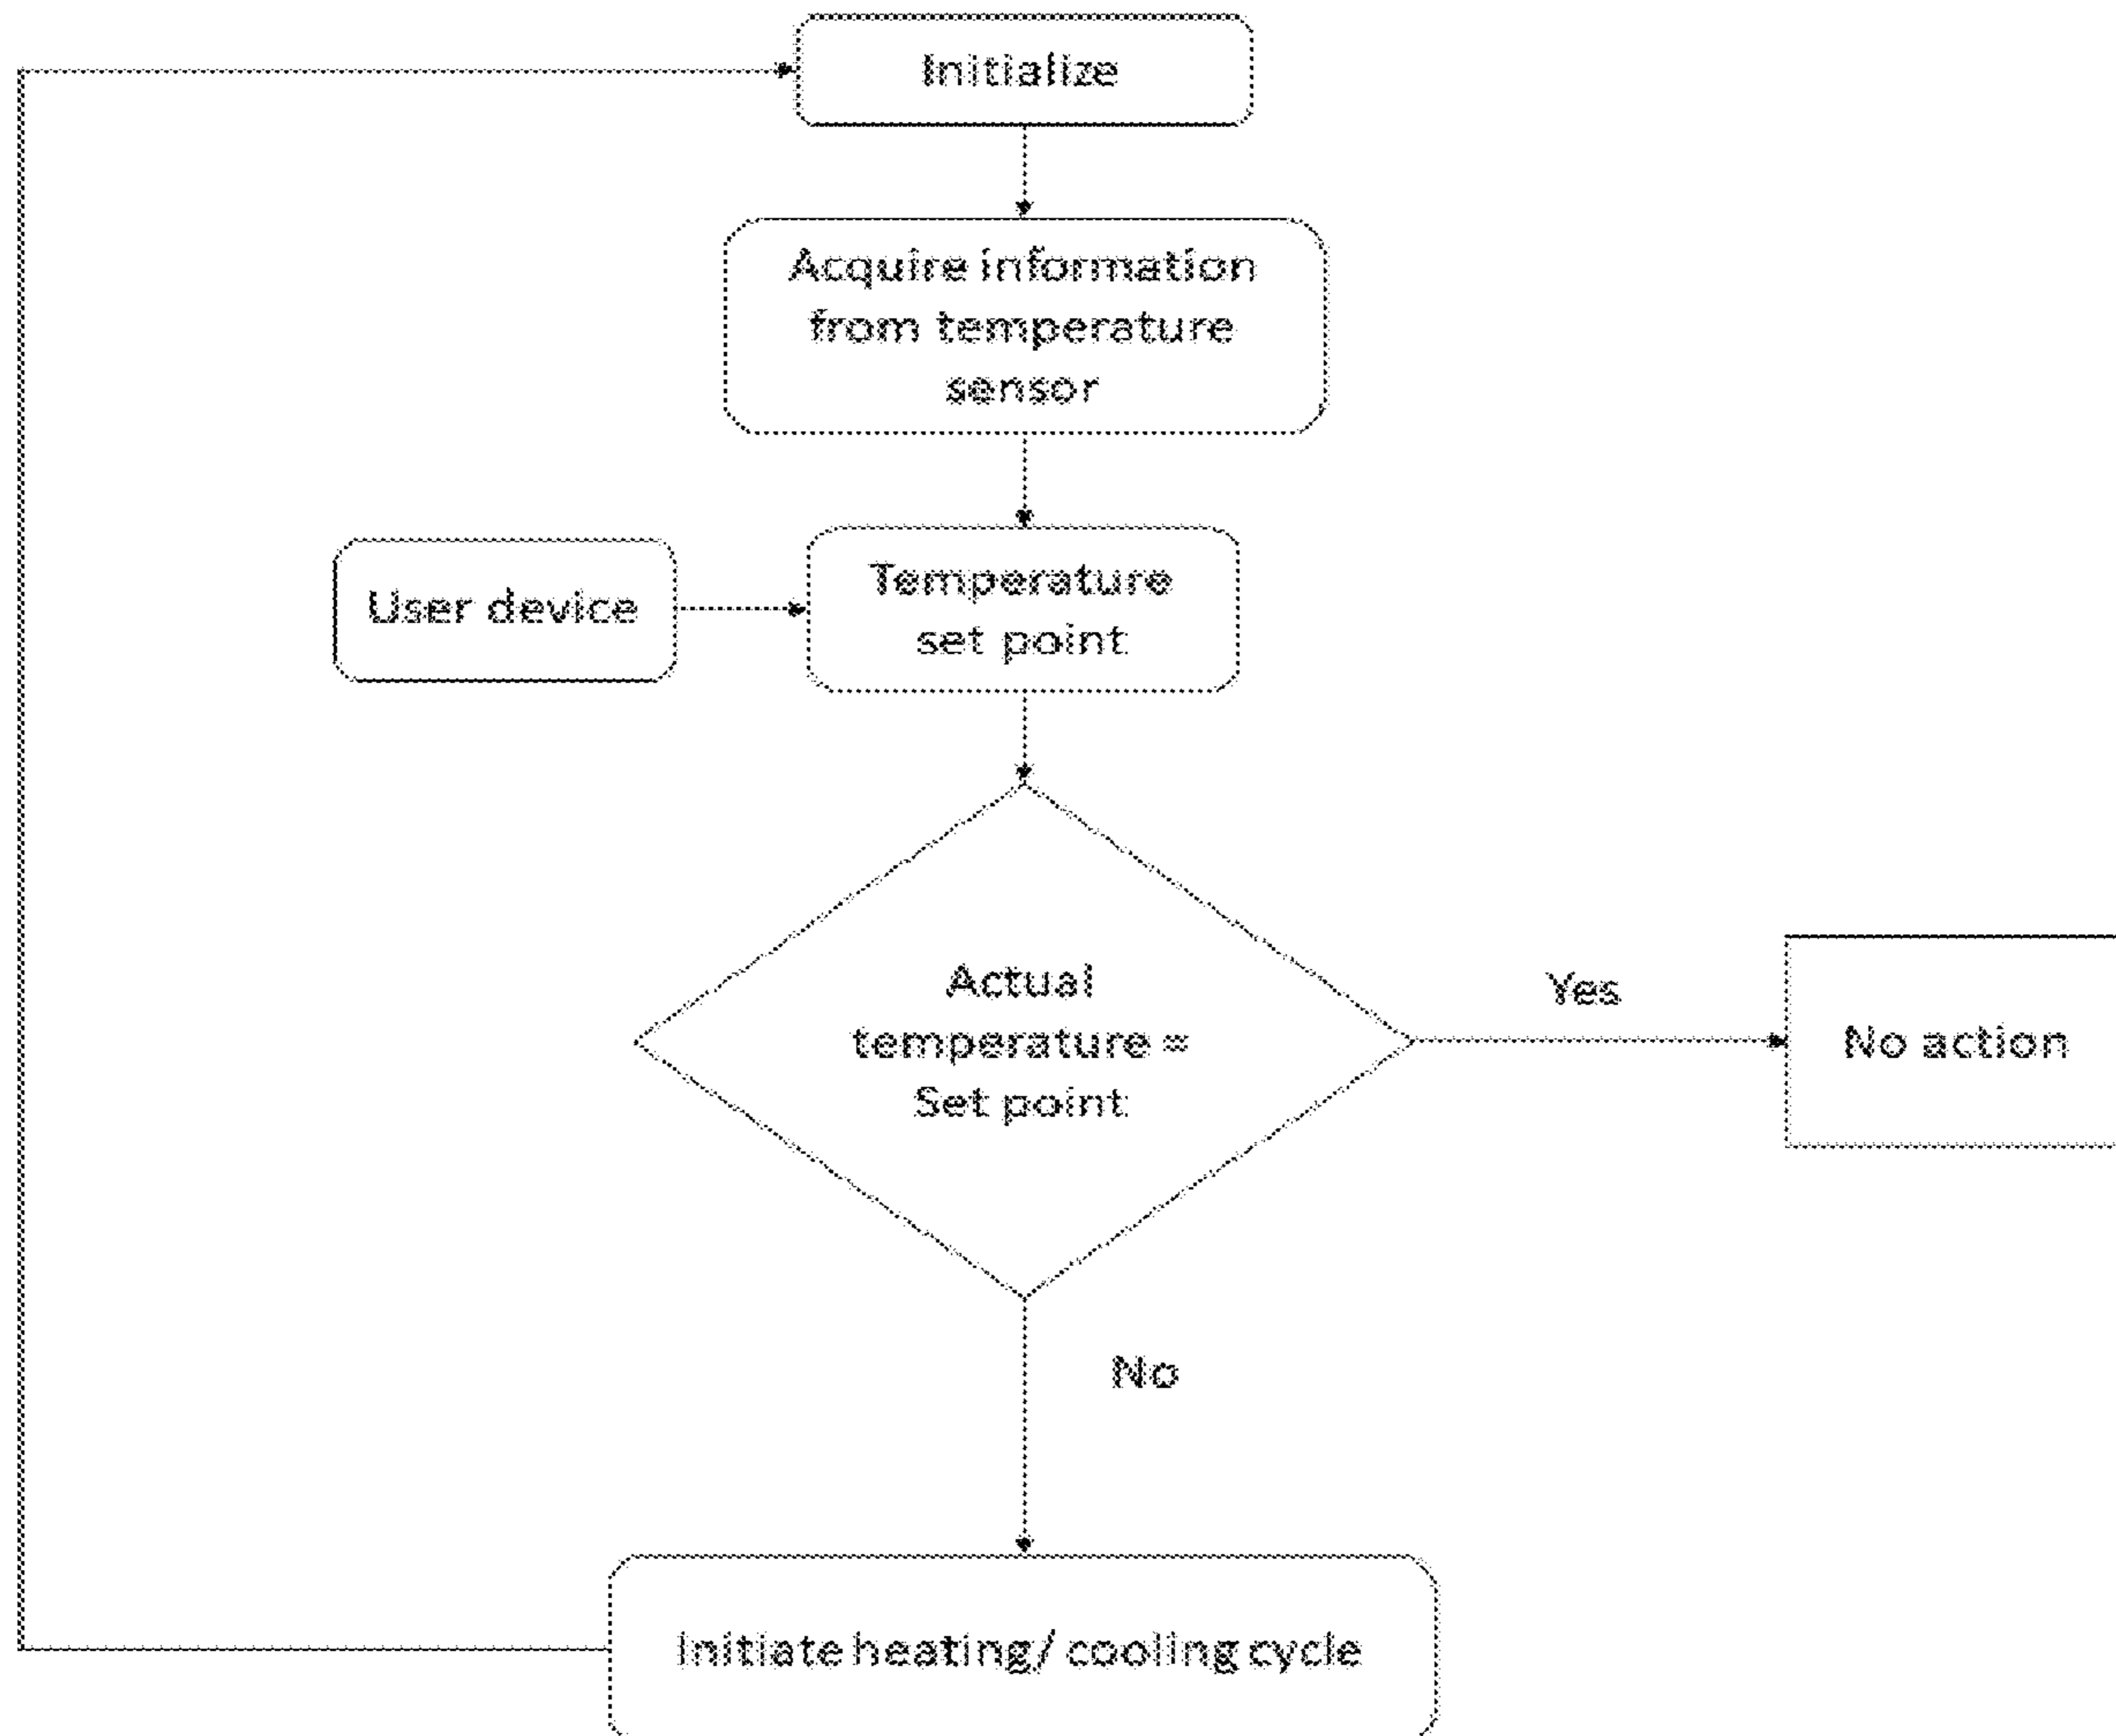 Initialize
Acquire information
from temperature
sensor
User device
Temperature
set point
Actual
temperature =
Set point
Yes
No action
No
Initiate heating/ cooling cycle